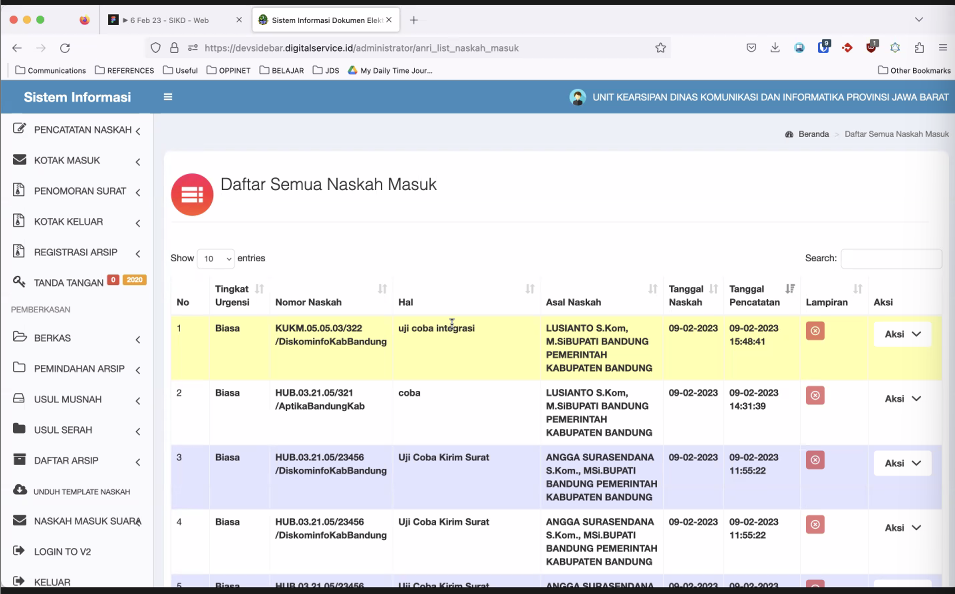 6 Feb 23 - SIKD - Web
Sistem Informasi Dokumen Elekt
https://devsidebar.digitalservice.id/administrator/anri_list_naskah_masuk
9
1
Communications
REFERENCES
Useful
OPPINET
BELAJAR
JDS
My Daily Time Jour...
Other Bookmarks
Sistem Informasi
UNIT KEARSIPAN DINAS KOMUNIKASI DAN INFORMATIKA PROVINSI JAWA BARAT
PENCATATAN NASKAH
KOTAK MASUK
PENOMORAN SURAT
KOTAK KELUAR
REGISTRASI ARSIP
TANDA TANGAN 0 2020
PEMBERKASAN
BERKAS
PEMINDAHAN ARSIP
USUL MUSNAH
USUL SERAH
DAFTAR ARSIP
UNDUH TEMPLATE NASKAH
NASKAH MASUK SUARA
LOGIN TO V2
KELUAR
Beranda > Daftar Semua Naskah Masuk
Daftar Semua Naskah Masuk
Show 10 entries
Search:
No
Tingkat
Urgensi
Nomor Naskah
Hal
Asal Naskah
Tanggal
Naskah
Tanggal
Pencatatan
Lampiran
Aksi
1
Biasa
KUKM.05.05.03/322
/DiskominfoKabBandung
uji coba integrasi
LUSIANTO S.Kom,
M.SiBUPATI BANDUNG
PEMERINTAH
KABUPATEN BANDUNG
09-02-2023
09-02-2023
15:48:41
Aksi
2
Biasa
HUB.03.21.05/321
/AptikaBandungKab
coba
LUSIANTO S.Kom,
M.SiBUPATI BANDUNG
PEMERINTAH
KABUPATEN BANDUNG
09-02-2023
09-02-2023
14:31:39
Aksi
3
Biasa
HUB.03.21.05/23456
/DiskominfoKabBandung
Uji Coba Kirim Surat
ANGGA SURASENDANA
S.Kom., MSi.BUPATI
BANDUNG PEMERINTAH
KABUPATEN BANDUNG
09-02-2023
09-02-2023
11:55:22
Aksi
4
Biasa
HUB.03.21.05/23456
/DiskominfoKabBandung
Uji Coba Kirim Surat
ANGGA SURASENDANA
S.Kom., MSi.BUPATI
BANDUNG PEMERINTAH
KABUPATEN BANDUNG
09-02-2023
09-02-2023
11:55:22
Aksi
5
Biasa
HUB.03.21.05/23456
Uji Coba Kirim Surat
ANGGA SURASENDANA
09-02-2023
09-02-2023